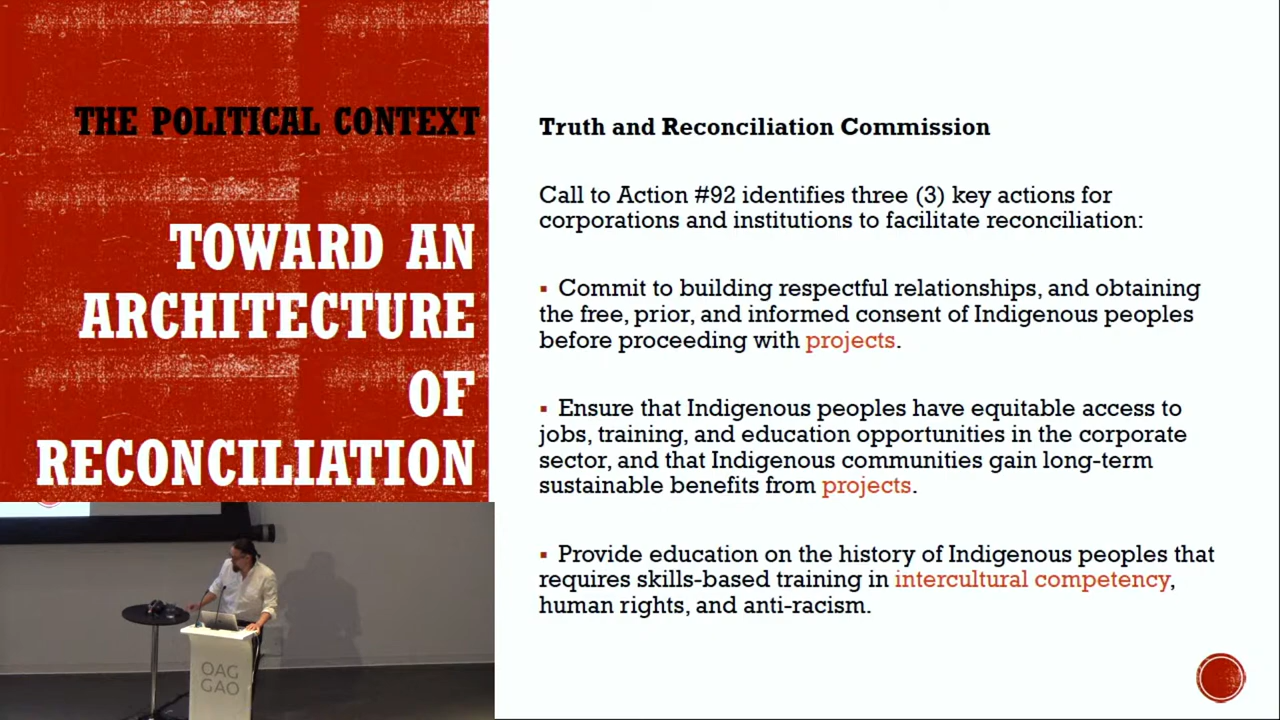 THE POLITICAL CONTEXT
TOWARD AN
ARCHITECTURE
OF
RECONCILIATION
Truth and Reconciliation Commission
Call to Action #92 identifies three (3) key actions for
corporations and institutions to facilitate reconciliation:
▪ Commit to building respectful relationships, and obtaining
the free, prior, and informed consent of Indigenous peoples
before proceeding with projects.
▪ Ensure that Indigenous peoples have equitable access to
jobs, training, and education opportunities in the corporate
sector, and that Indigenous communities gain long-term
sustainable benefits from projects.
▪ Provide education on the history of Indigenous peoples that
requires skills-based training in intercultural competency,
human rights, and anti-racism.
OAG
GAO